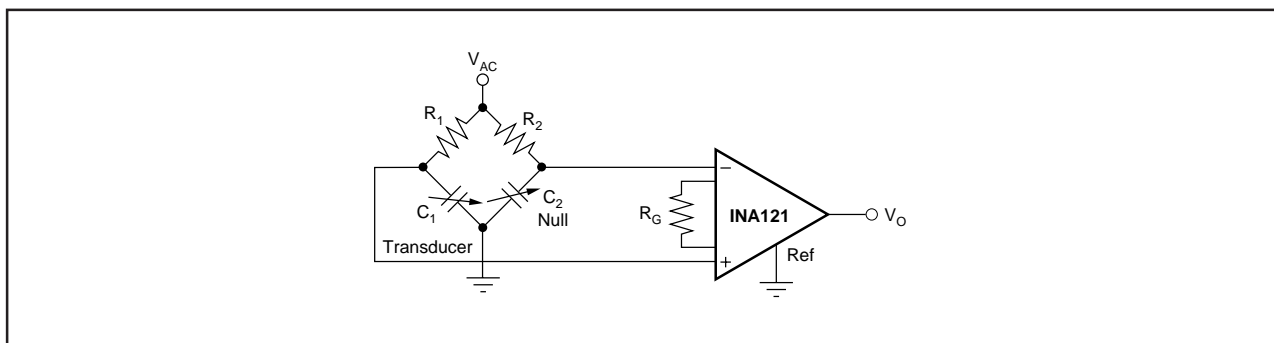 V_AC
R_1
R_2
C_1
C_2
Null
Transducer
R_G
−
+
INA121
Ref
V_O